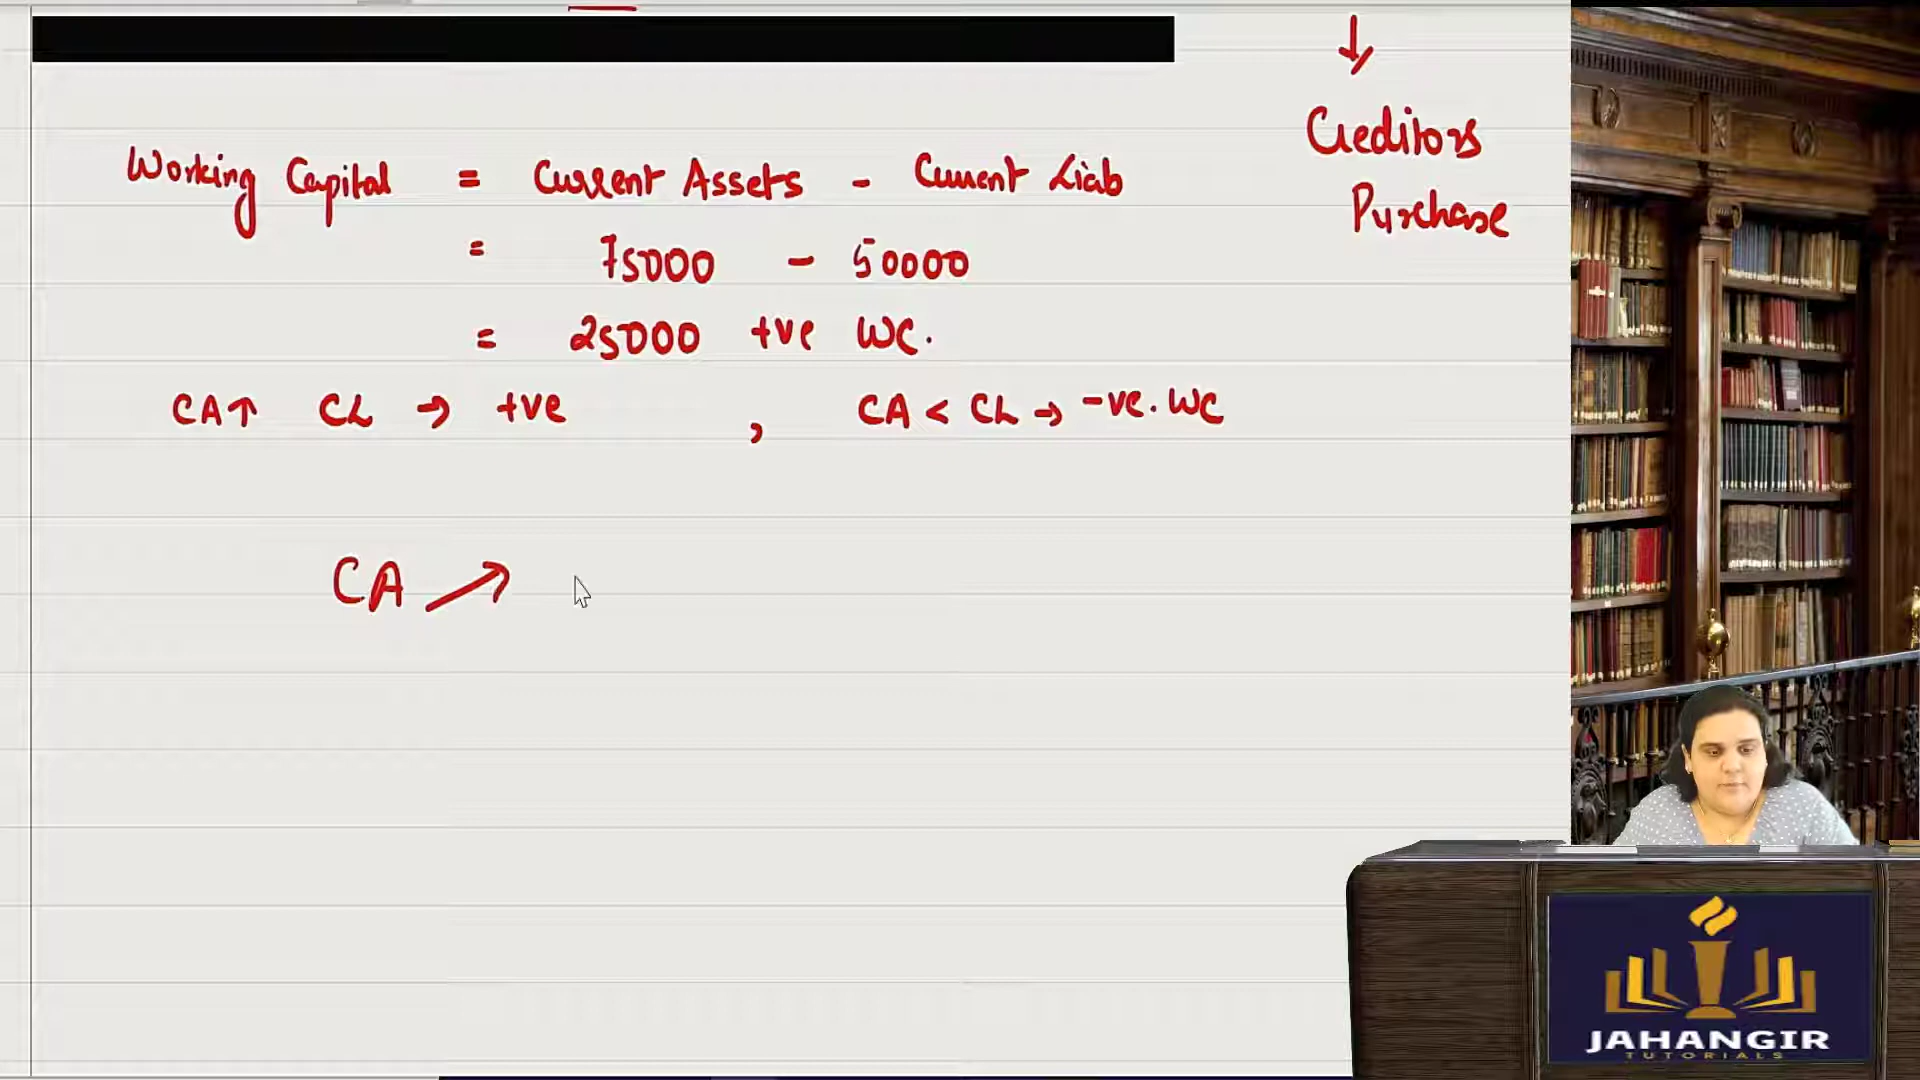 Working Capital = Current Assets - Current Liab
= 75000 - 50000
= 25000 +ve WC.
CA↑ CL → +ve , CA < CL → -ve. WC
CA ↗
↓
Creditors
Purchase
JAHANGIR
TUTORIALS